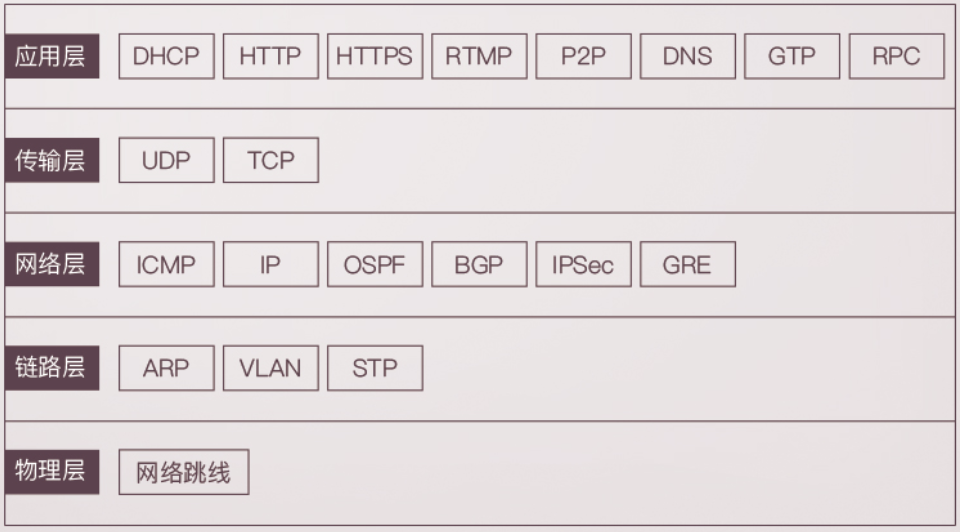 应用层 DHCP HTTP HTTPS RTMP P2P DNS GTP RPC
传输层 UDP TCP
网络层 ICMP IP OSPF BGP IPSec GRE
链路层 ARP VLAN STP
物理层 网络跳线